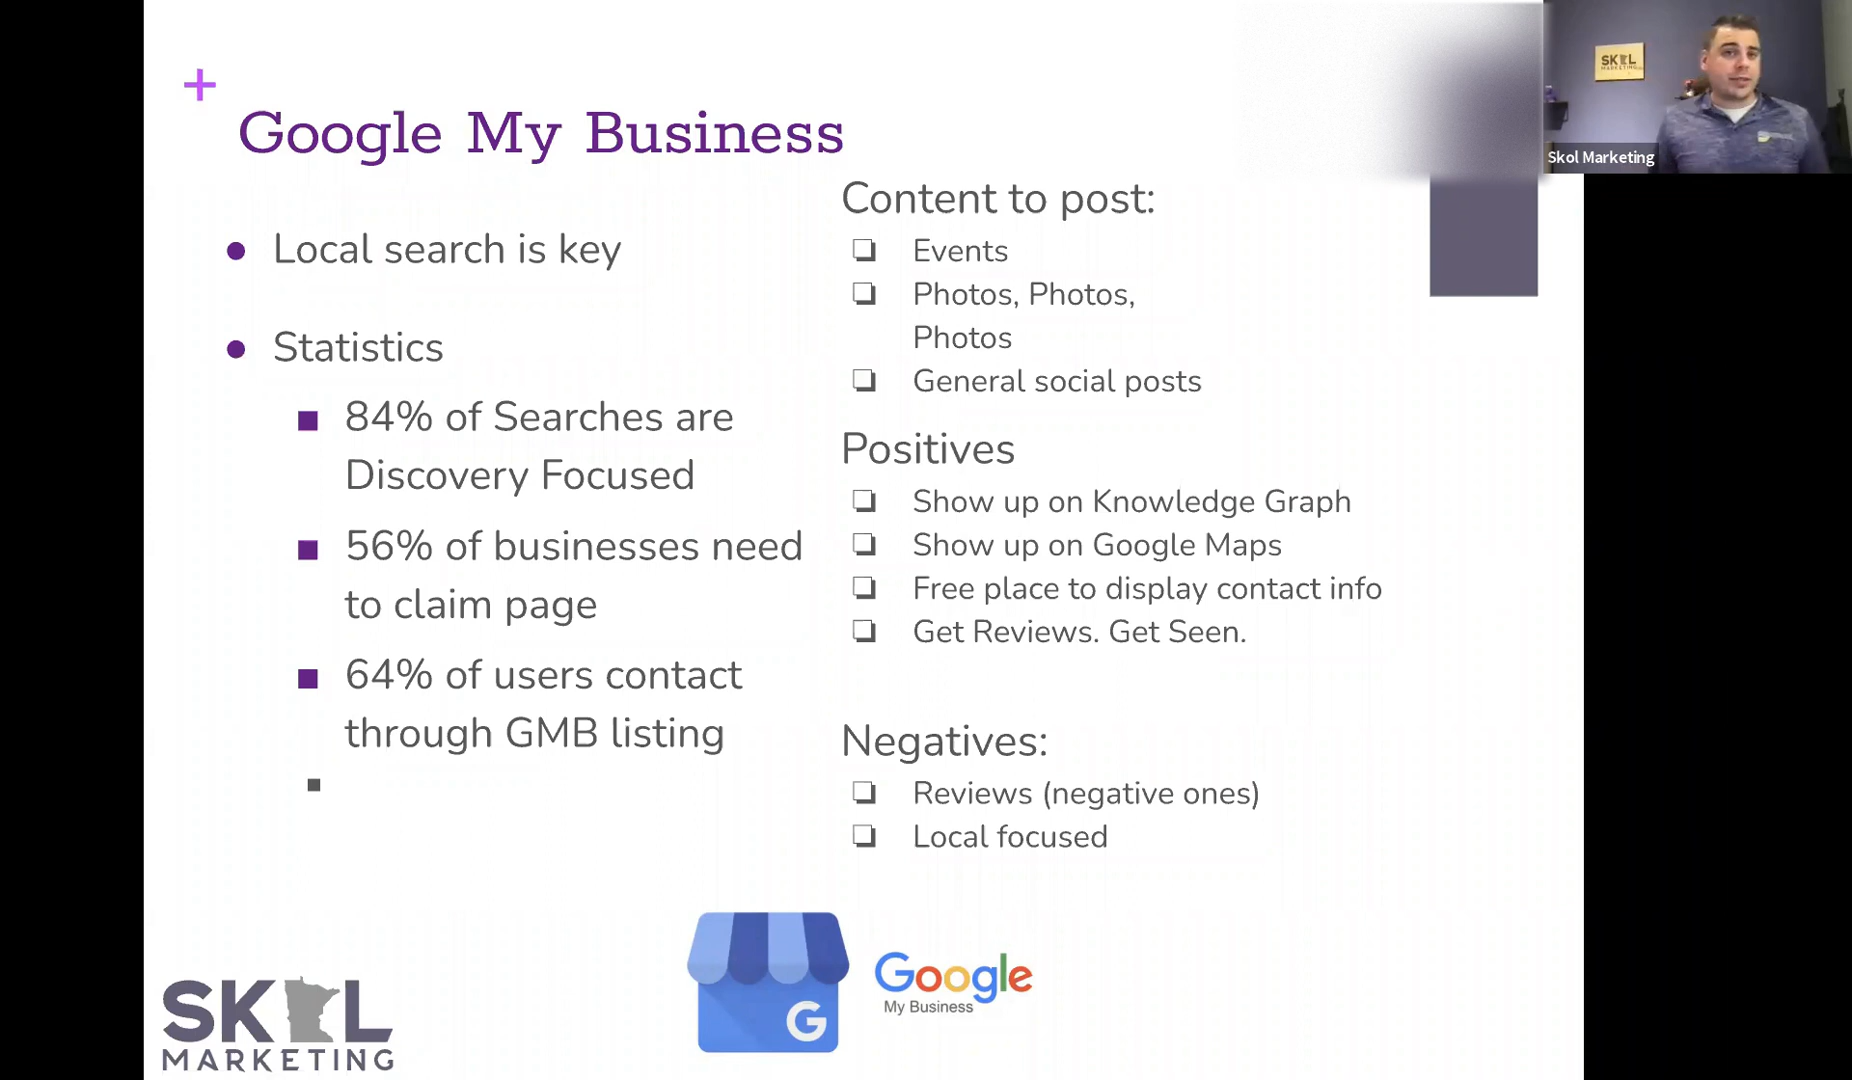 Google My Business
Local search is key
Statistics
84% of Searches are
Discovery Focused
56% of businesses need
to claim page
64% of users contact
through GMB listing
Content to post:
Events
Photos, Photos,
Photos
General social posts
Positives
Show up on Knowledge Graph
Show up on Google Maps
Free place to display contact info
Get Reviews. Get Seen.
Negatives:
Reviews (negative ones)
Local focused
G
Google
My Business
SKOL
MARKETING
SKOL
MARKETING
Skol Marketing